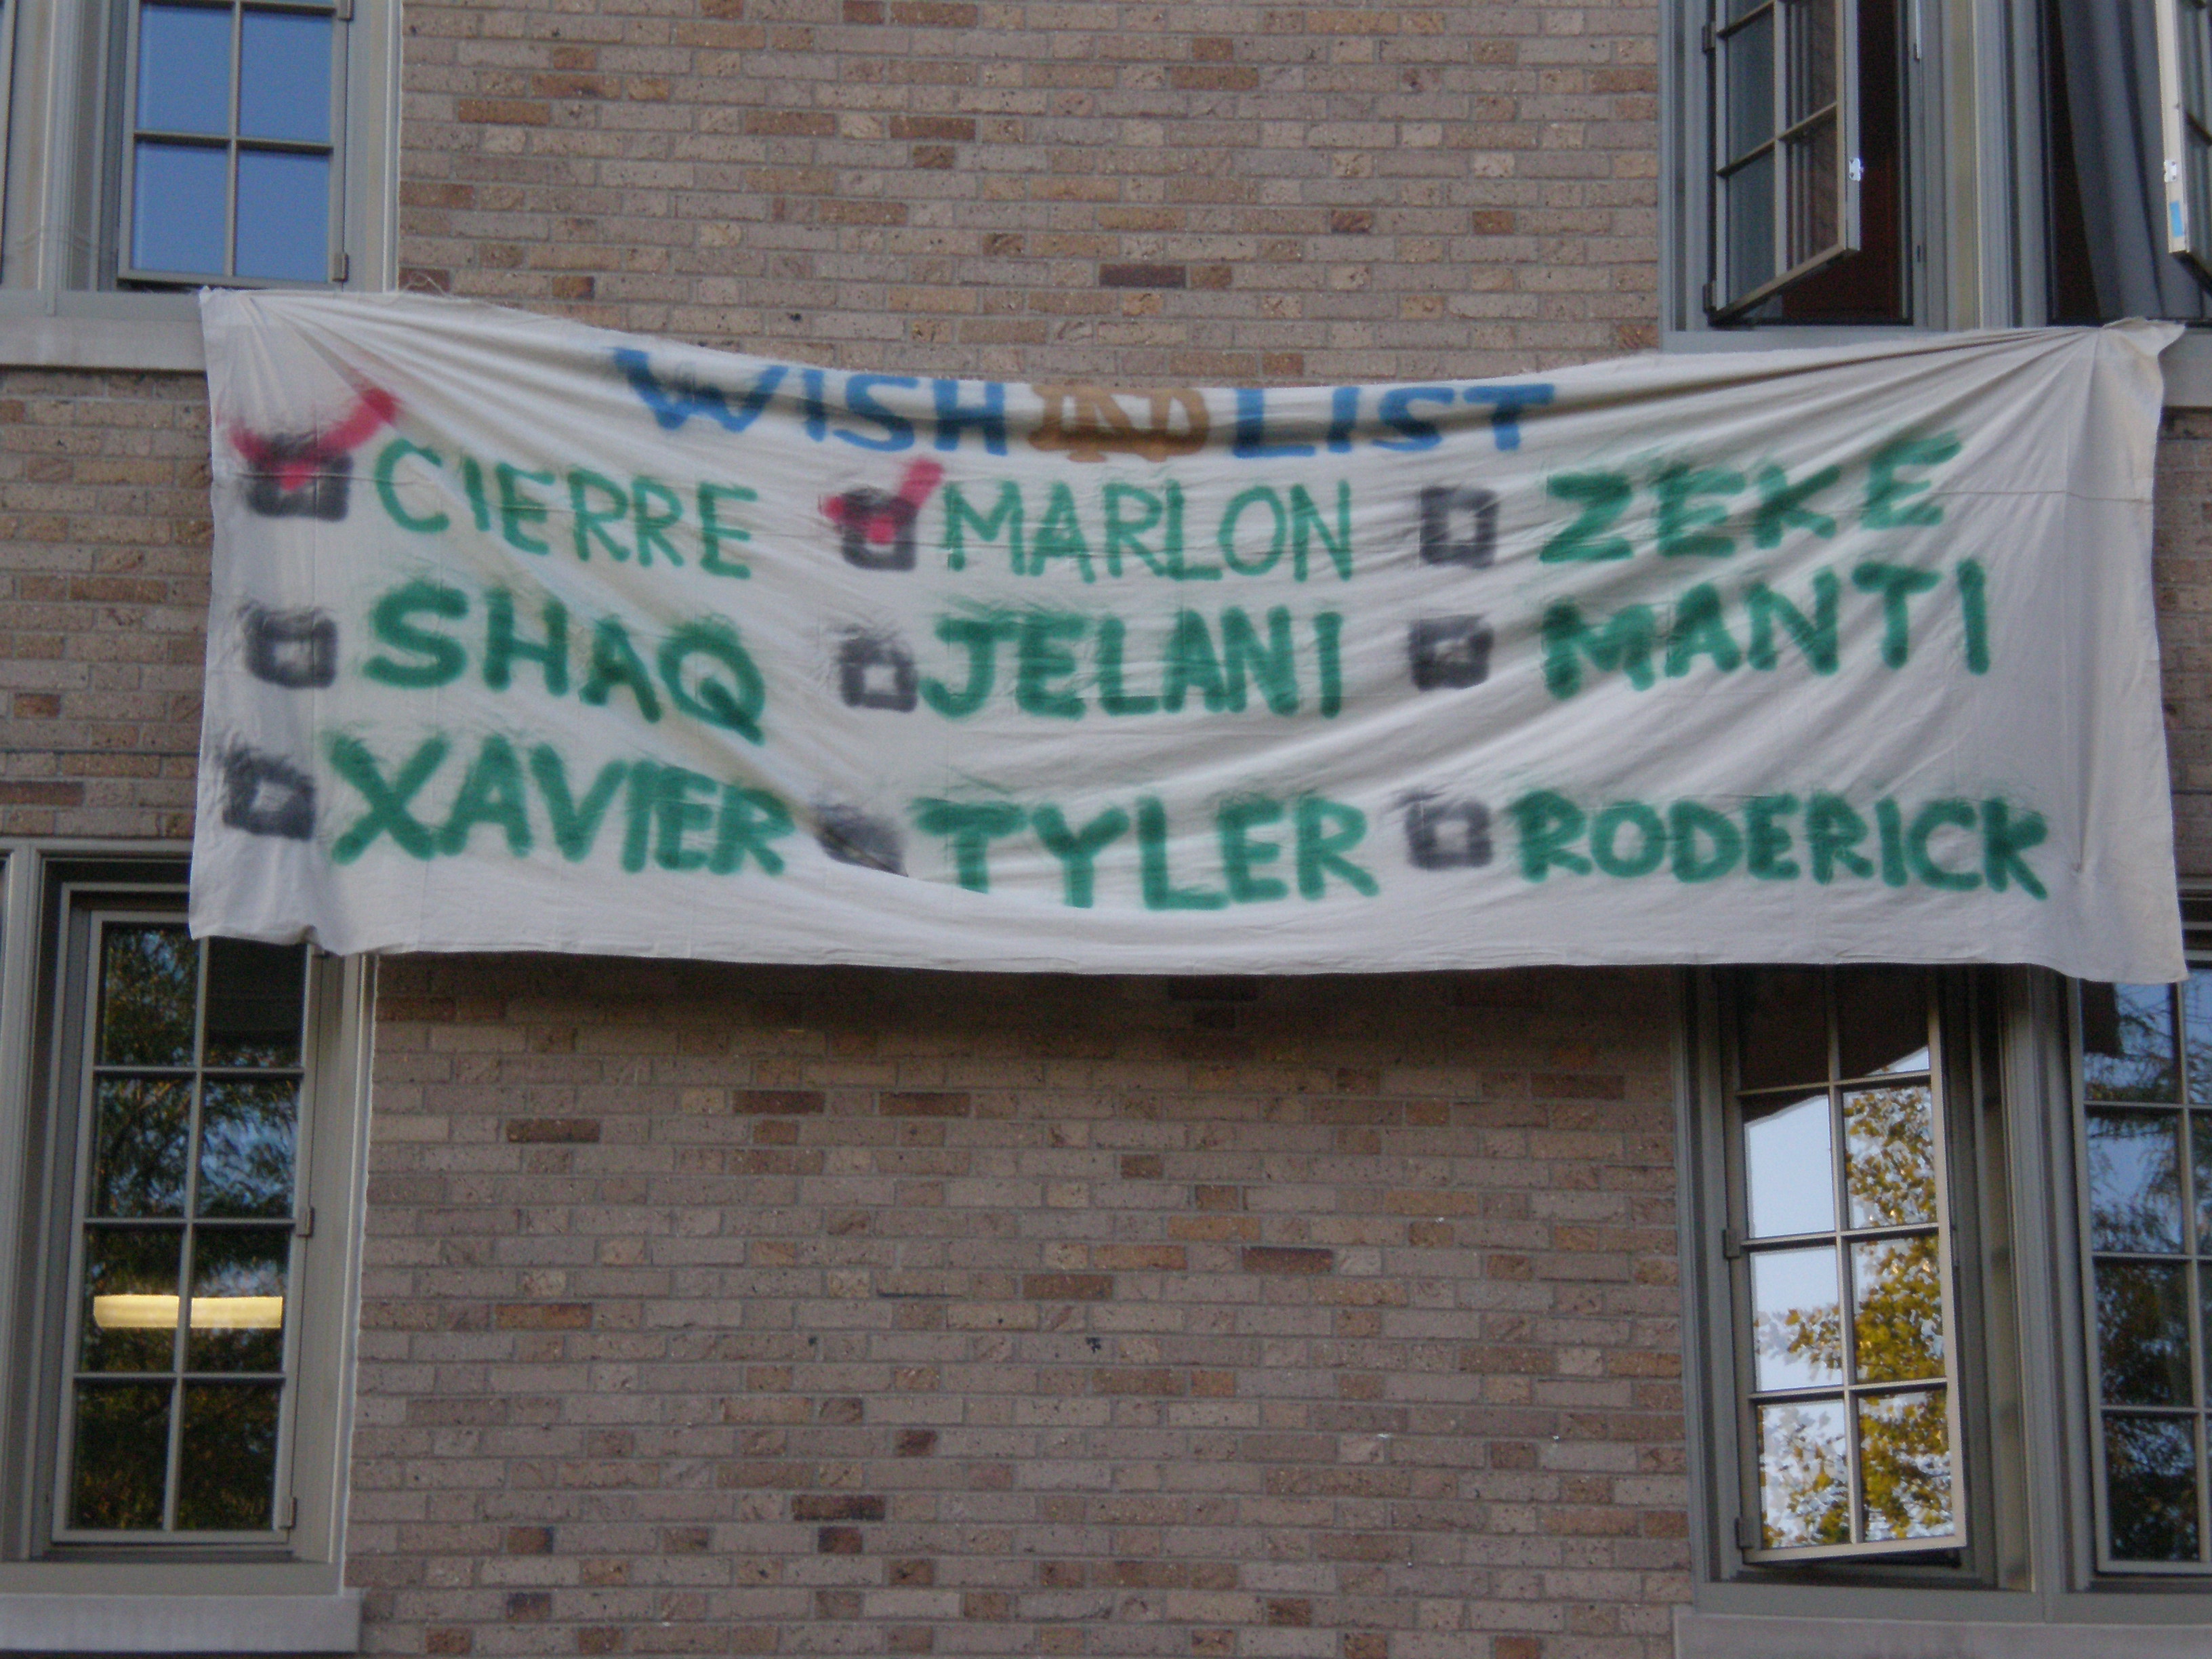 WISH ND LIST
CIERRE MARLON ZEKE
SHAQ JELANI MANTI
XAVIER TYLER RODERICK